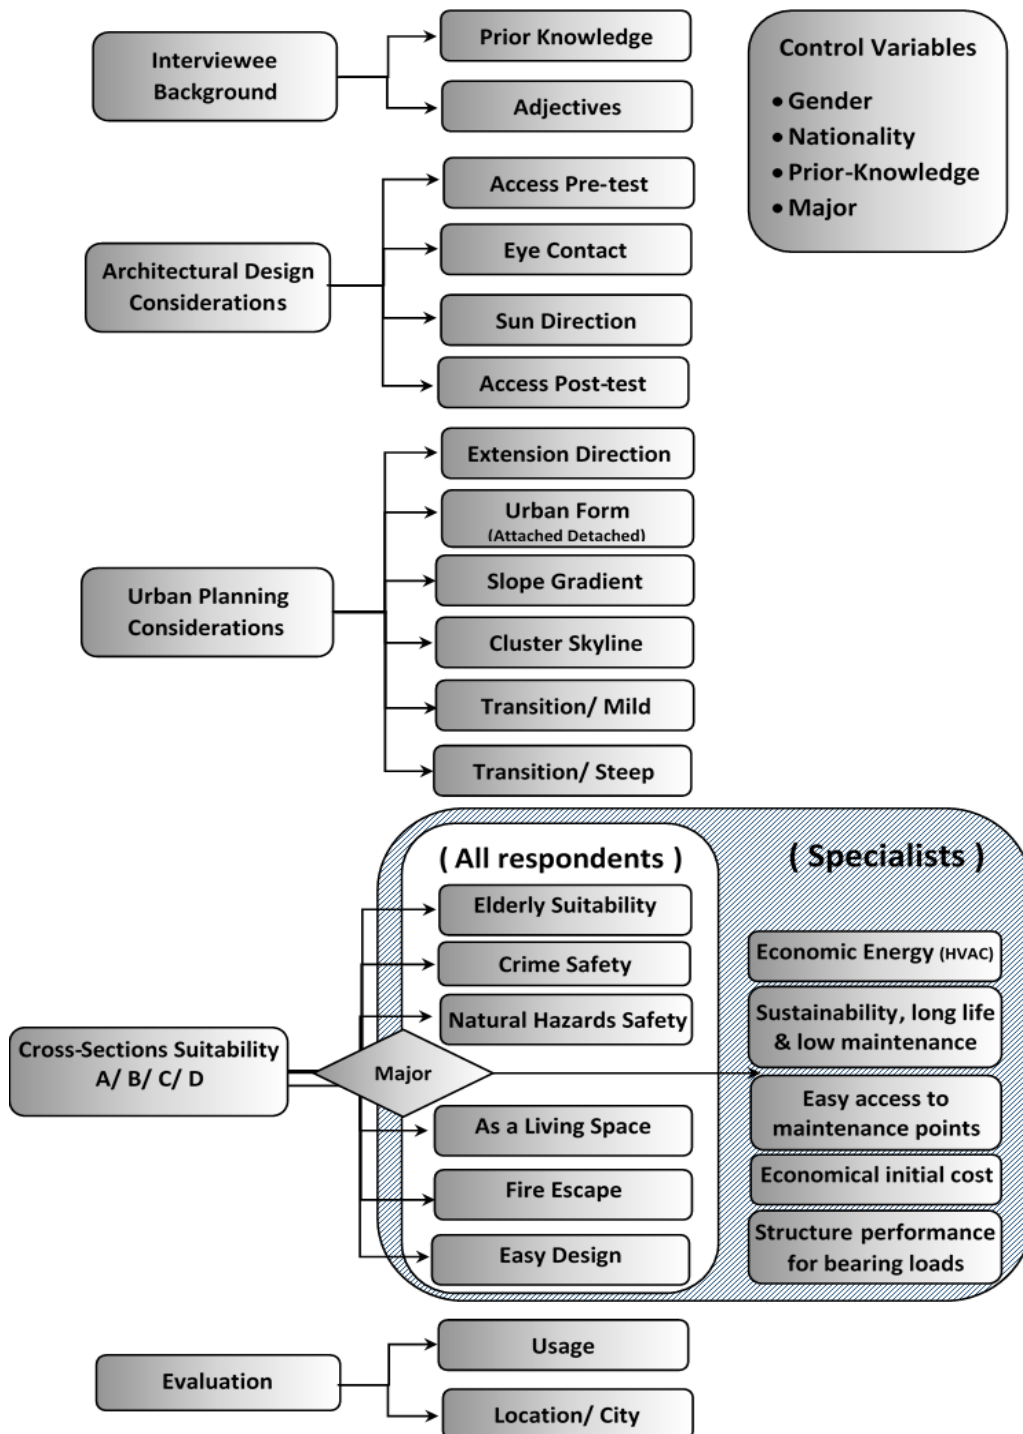 Interviewee
Background
Prior Knowledge
Adjectives
Control Variables
• Gender
• Nationality
• Prior-Knowledge
• Major
Architectural Design
Considerations
Access Pre-test
Eye Contact
Sun Direction
Access Post-test
Urban Planning
Considerations
Extension Direction
Urban Form
(Attached Detached)
Slope Gradient
Cluster Skyline
Transition/ Mild
Transition/ Steep
Cross-Sections Suitability
A/ B/ C/ D
Major
( All respondents )
Elderly Suitability
Crime Safety
Natural Hazards Safety
As a Living Space
Fire Escape
Easy Design
( Specialists )
Economic Energy (HVAC)
Sustainability, long life
& low maintenance
Easy access to
maintenance points
Economical initial cost
Structure performance
for bearing loads
Evaluation
Usage
Location/ City